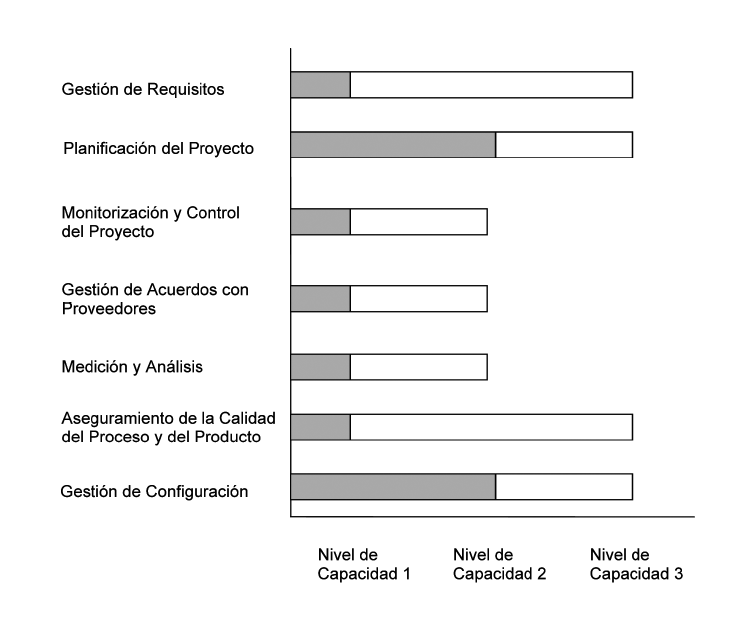 Gestión de Requisitos
Planificación del Proyecto
Monitorización y Control
del Proyecto
Gestión de Acuerdos con
Proveedores
Medición y Análisis
Aseguramiento de la Calidad
del Proceso y del Producto
Gestión de Configuración
Nivel de
Capacidad 1
Nivel de
Capacidad 2
Nivel de
Capacidad 3